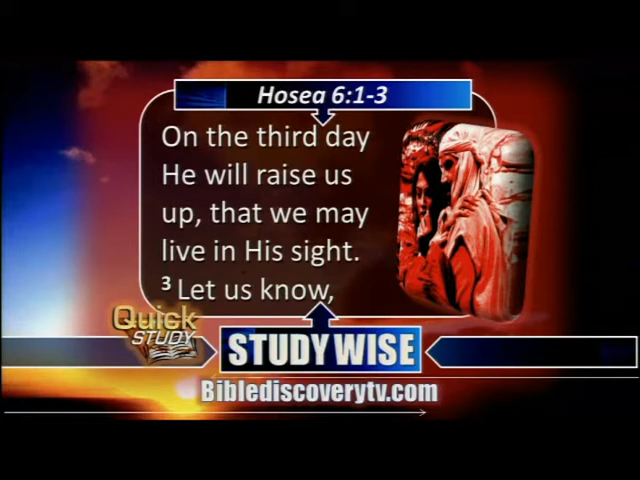 Hosea 6:1-3
On the third day
He will raise us
up, that we may
live in His sight.
3 Let us know,
Quick
STUDY
STUDY WISE
Biblediscoverytv.com